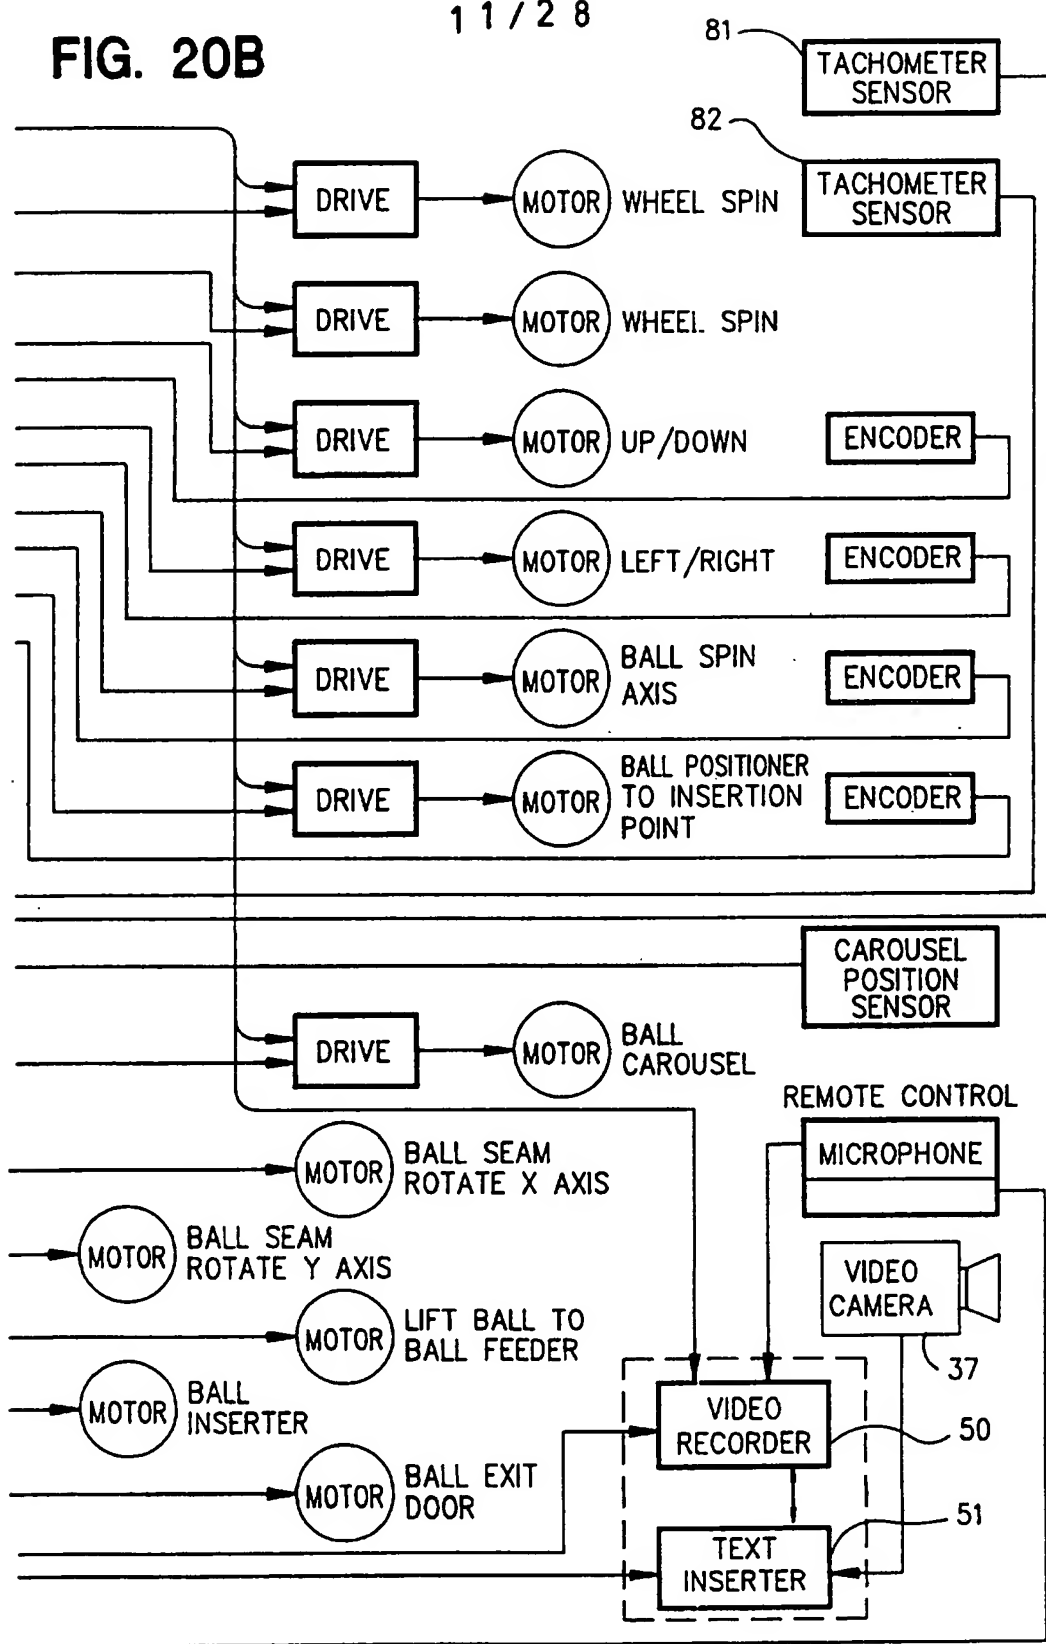 11/28
FIG. 20B
81
TACHOMETER
SENSOR
82
TACHOMETER
SENSOR
DRIVE
MOTOR
WHEEL SPIN
DRIVE
MOTOR
WHEEL SPIN
DRIVE
MOTOR
UP/DOWN
ENCODER
DRIVE
MOTOR
LEFT/RIGHT
ENCODER
DRIVE
MOTOR
BALL SPIN
AXIS
ENCODER
DRIVE
MOTOR
BALL POSITIONER
TO INSERTION
POINT
ENCODER
CAROUSEL
POSITION
SENSOR
DRIVE
MOTOR
BALL
CAROUSEL
REMOTE CONTROL
MICROPHONE
MOTOR
BALL SEAM
ROTATE X AXIS
MOTOR
BALL SEAM
ROTATE Y AXIS
VIDEO
CAMERA
37
MOTOR
LIFT BALL TO
BALL FEEDER
MOTOR
BALL
INSERTER
VIDEO
RECORDER
50
MOTOR
BALL EXIT
DOOR
TEXT
INSERTER
51